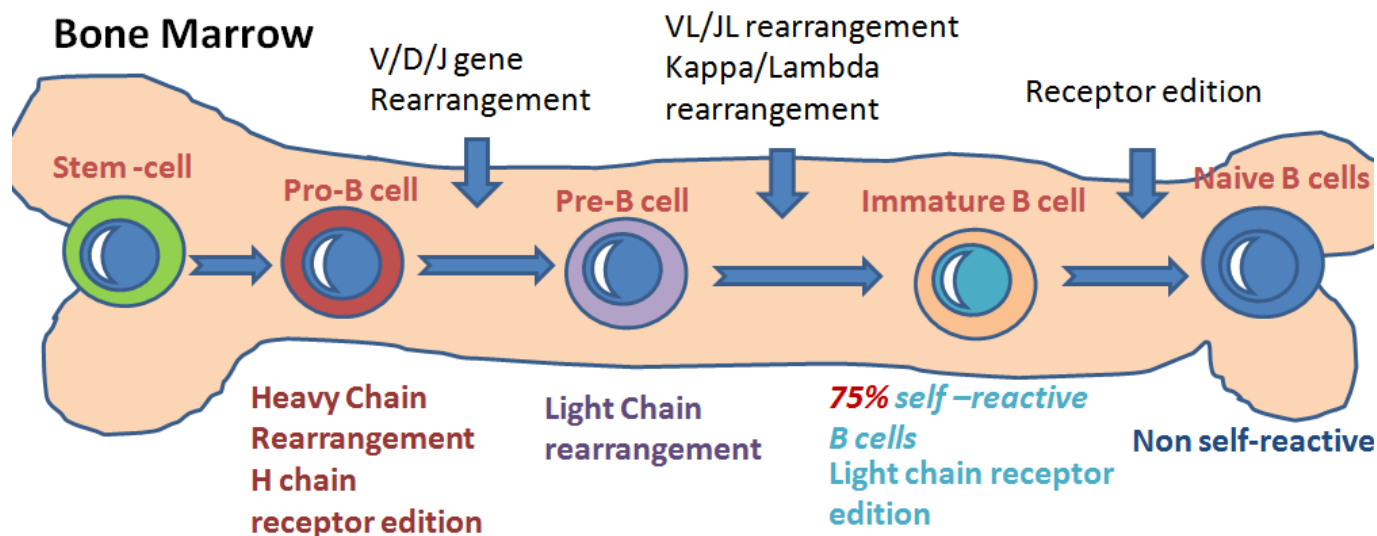 Bone Marrow
V/D/J gene
Rearrangement
VL/JL rearrangement
Kappa/Lambda
rearrangement
Receptor edition
Stem -cell
Pro-B cell
Pre-B cell
Immature B cell
Naive B cells
Heavy Chain
Rearrangement
H chain
receptor edition
Light Chain
rearrangement
75% self –reactive
B cells
Light chain receptor
edition
Non self-reactive